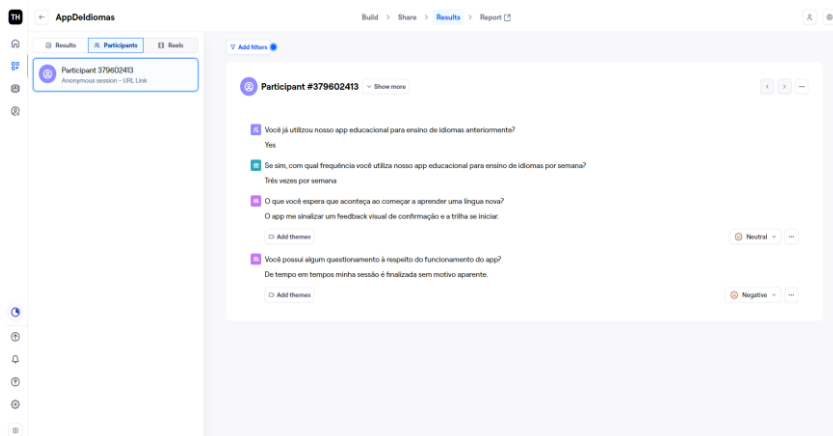 TH
AppDeIdiomas
Build > Share > Results > Report
Results Participants Reels
Add filters
Participant 379602413
Anonymous session – URL Link
Participant #379602413 Show more
Você já utilizou nosso app educacional para ensino de idiomas anteriormente?
Yes
Se sim, com qual frequência você utiliza nosso app educacional para ensino de idiomas por semana?
Três vezes por semana
O que você espera que aconteça ao começar a aprender uma língua nova?
O app me sinalizar um feedback visual de confirmação e a trilha se iniciar.
Add themes Neutral
Você possui algum questionamento à respeito do funcionamento do app?
De tempo em tempos minha sessão é finalizada sem motivo aparente.
Add themes Negative